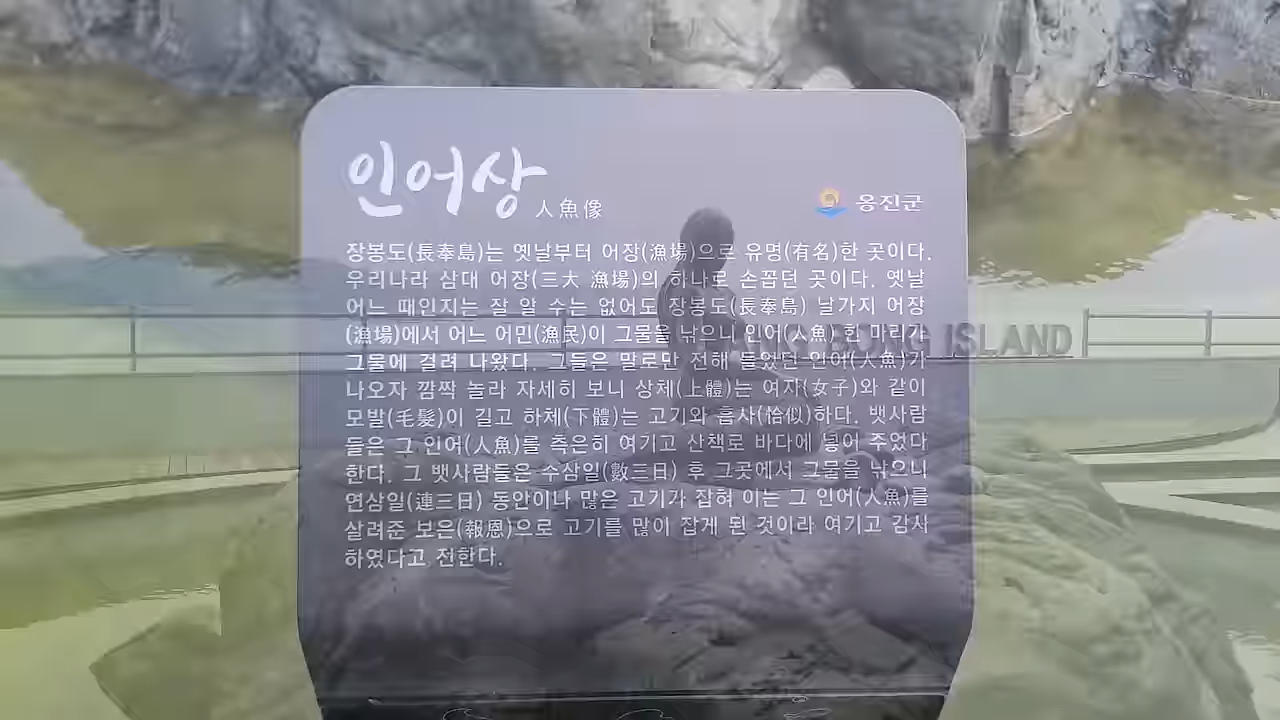 인어상 人魚像
옹진군
장봉도(長奉島)는 옛날부터 어장(漁場)으로 유명(有名)한 곳이다.
우리나라 삼대 어장(三大 漁場)의 하나로 손꼽던 곳이다. 옛날
어느 때인지는 잘 알 수는 없어도 장봉도(長奉島) 날가지 어장
(漁場)에서 어느 어민(漁民)이 그물을 낚으니 인어(人魚) 한 마리가
그물에 걸려 나왔다. 그들은 말로만 전해 들었던 인어(人魚)가
나오자 깜짝 놀라 자세히 보니 상체(上體)는 여자(女子)와 같이
모발(毛髮)이 길고 하체(下體)는 고기와 흡사(恰似)하다. 뱃사람
들은 그 인어(人魚)를 측은히 여기고 산책로 바다에 넣어 주었다
한다. 그 뱃사람들은 수삼일(數三日) 후 그곳에서 그물을 낚으니
연삼일(連三日) 동안이나 많은 고기가 잡혀 이는 그 인어(人魚)를
살려준 보은(報恩)으로 고기를 많이 잡게 된 것이라 여기고 감사
하였다고 전한다.
ISLAND